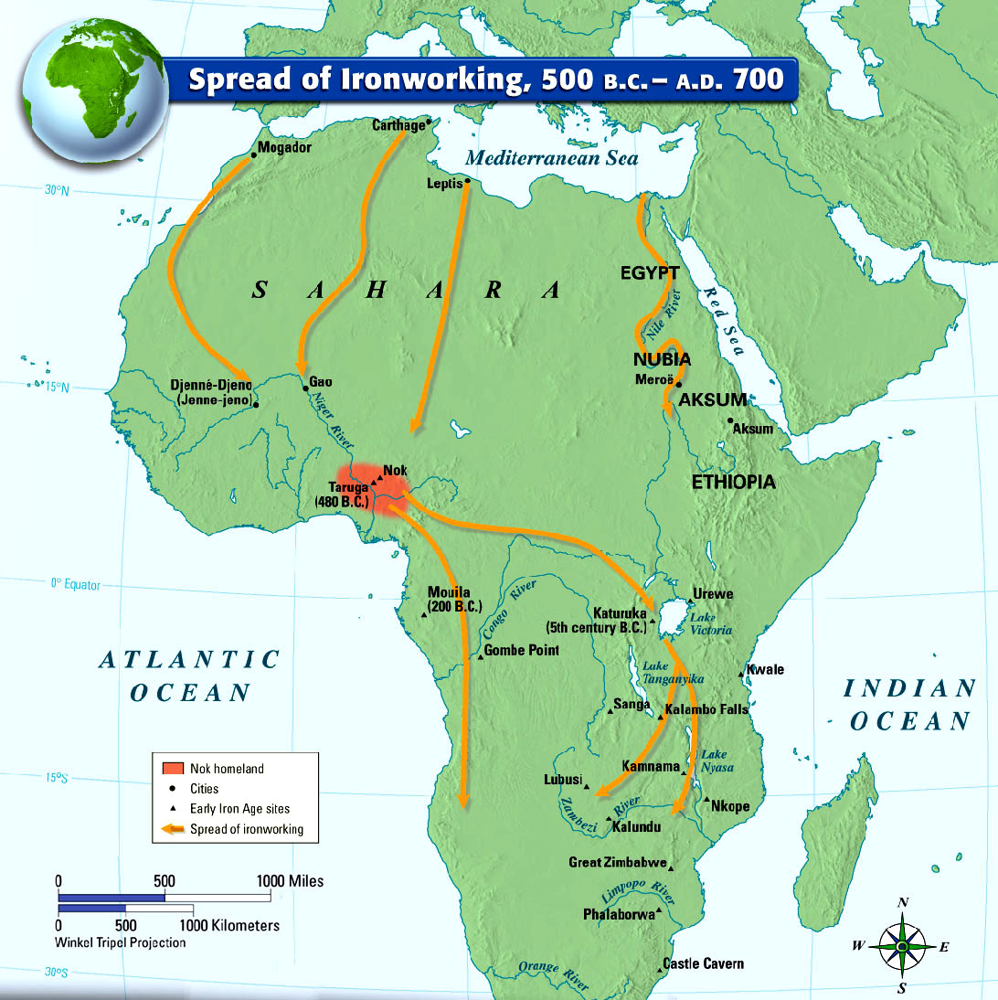 Spread of Ironworking, 500 B.C.– A.D. 700
Carthage
Mogador
Mediterranean Sea
Leptis
30°N
EGYPT
SAHARA
Nile River
Red Sea
NUBIA
Meroë
15°N
Djenné-Djeno
(Jenne-jeno)
Gao
AKSUM
Niger River
Aksum
Nok
Taruga
(480 B.C.)
ETHIOPIA
0° Equator
Mouila
(200 B.C.)
Congo River
Urewe
Katuruka
(5th century B.C.)
Lake
Victoria
Gombe Point
ATLANTIC
OCEAN
Lake
Tanganyika
Kwale
INDIAN
OCEAN
Sanga
Kalambo Falls
Kamnama
Lake
Nyasa
15°S
Lubusi
Zambezi River
Nkope
Kalundu
Nok homeland
Cities
Early Iron Age sites
Spread of ironworking
Great Zimbabwe
Limpopo River
Phalaborwa
0 500 1000 Miles
0 500 1000 Kilometers
Winkel Tripel Projection
N
W E
S
30°S
Orange River
Castle Cavern